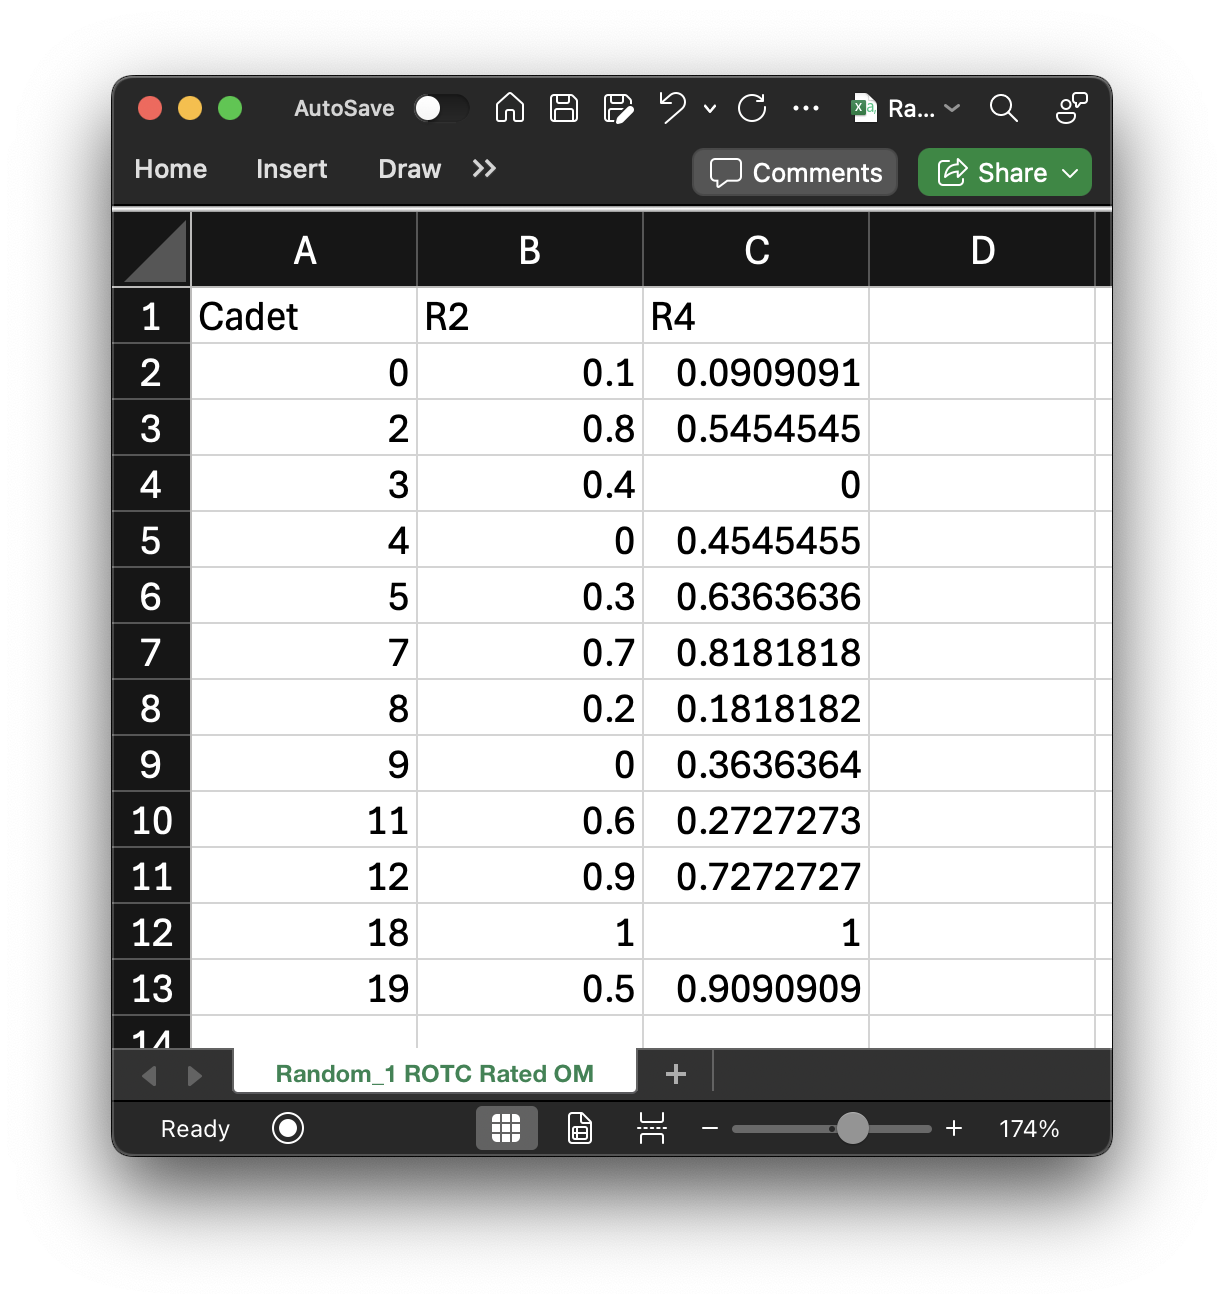 AutoSave Ra...
Home Insert Draw Comments Share
A B C D
1 Cadet R2 R4
2 0 0.1 0.0909091
3 2 0.8 0.5454545
4 3 0.4 0
5 4 0 0.4545455
6 5 0.3 0.6363636
7 7 0.7 0.8181818
8 8 0.2 0.1818182
9 9 0 0.3636364
10 11 0.6 0.2727273
11 12 0.9 0.7272727
12 18 1 1
13 19 0.5 0.9090909
14
Random_1 ROTC Rated OM +
Ready − + 174%